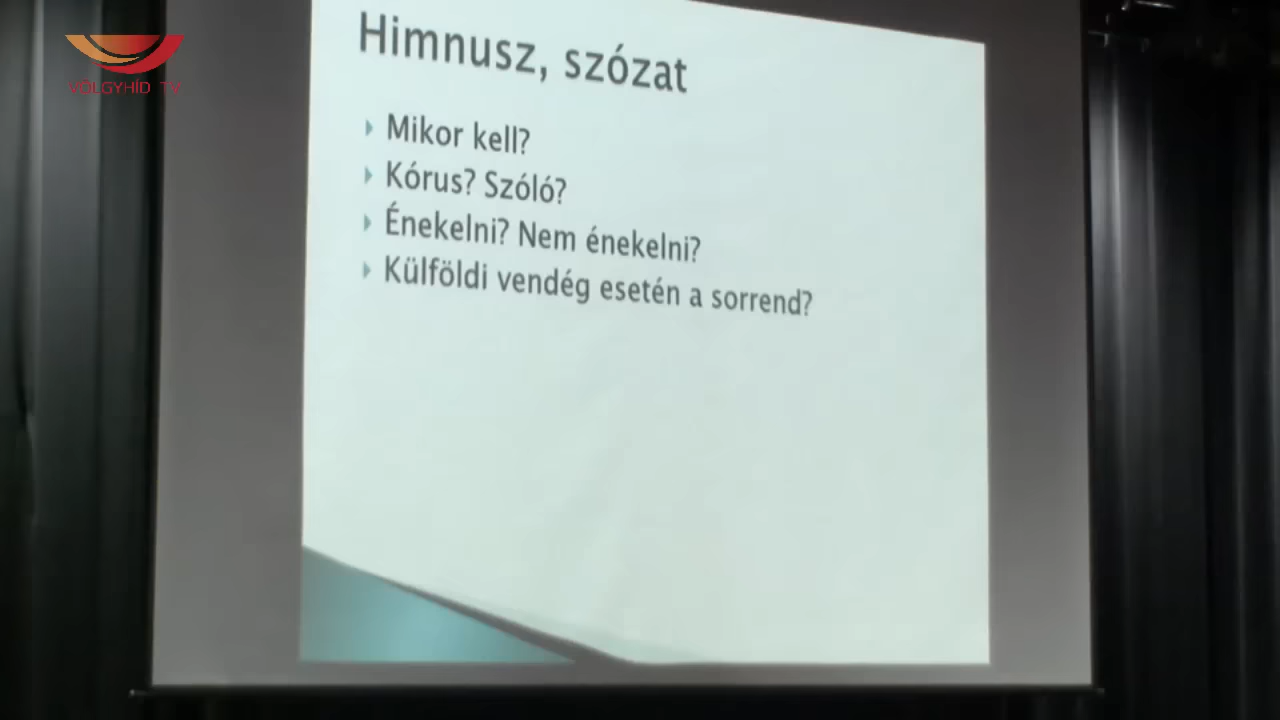 VÖLGYHÍD TV
Himnusz, szózat
Mikor kell?
Kórus? Szóló?
Énekelni? Nem énekelni?
Külföldi vendég esetén a sorrend?